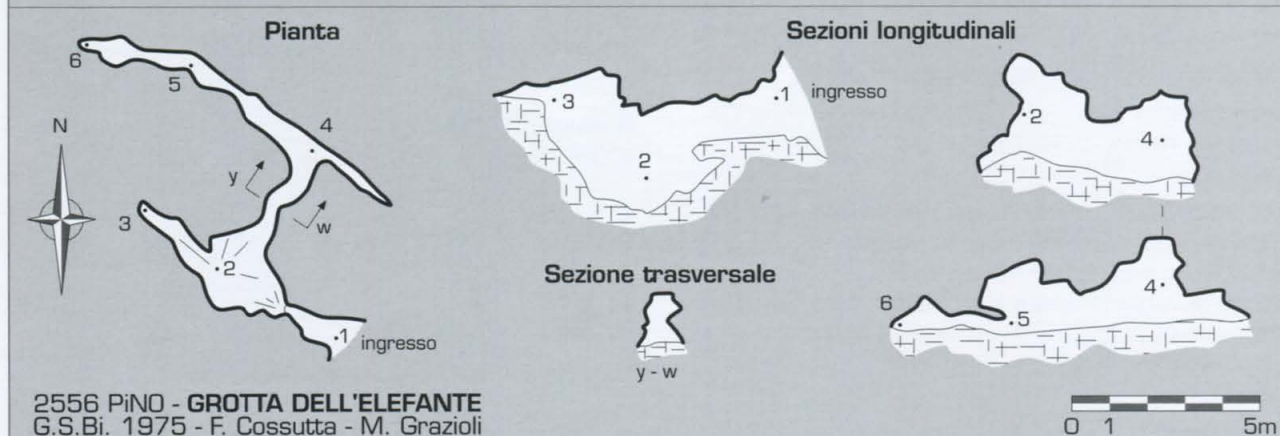 Pianta
N
6
5
4
y
w
3
2
1
ingresso
Sezioni longitudinali
3
2
1
ingresso
2
4
Sezione trasversale
y - w
6
5
4
2556 PiNO - GROTTA DELL'ELEFANTE
G.S.Bi. 1975 - F. Cossutta - M. Grazioli
0 1 5m